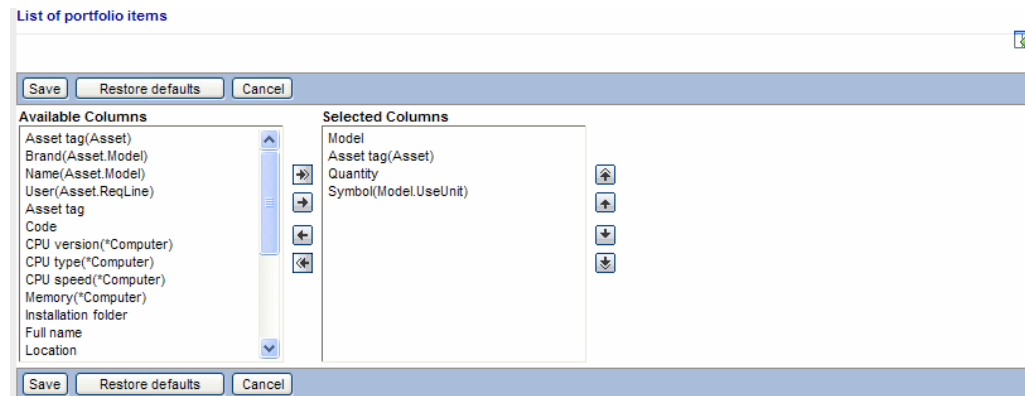 List of portfolio items
Save Restore defaults Cancel
Available Columns Selected Columns
Asset tag(Asset)
Brand(Asset.Model)
Name(Asset.Model)
User(Asset.ReqLine)
Asset tag
Code
CPU version(*Computer)
CPU type(*Computer)
CPU speed(*Computer)
Memory(*Computer)
Installation folder
Full name
Location
Model
Asset tag(Asset)
Quantity
Symbol(Model.UseUnit)
Save Restore defaults Cancel